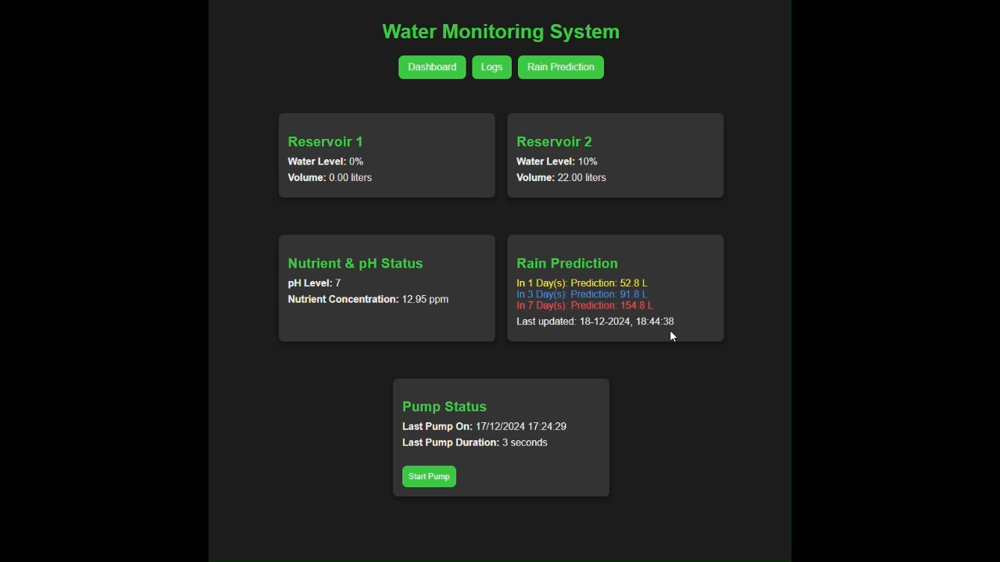 Water Monitoring System
Dashboard Logs Rain Prediction
Reservoir 1
Water Level: 0%
Volume: 0.00 liters
Reservoir 2
Water Level: 10%
Volume: 22.00 liters
Nutrient & pH Status
pH Level: 7
Nutrient Concentration: 12.95 ppm
Rain Prediction
In 1 Day(s): Prediction: 52.8 L
In 3 Day(s): Prediction: 91.8 L
In 7 Day(s): Prediction: 154.8 L
Last updated: 18-12-2024, 18:44:38
Pump Status
Last Pump On: 17/12/2024 17:24:29
Last Pump Duration: 3 seconds
Start Pump